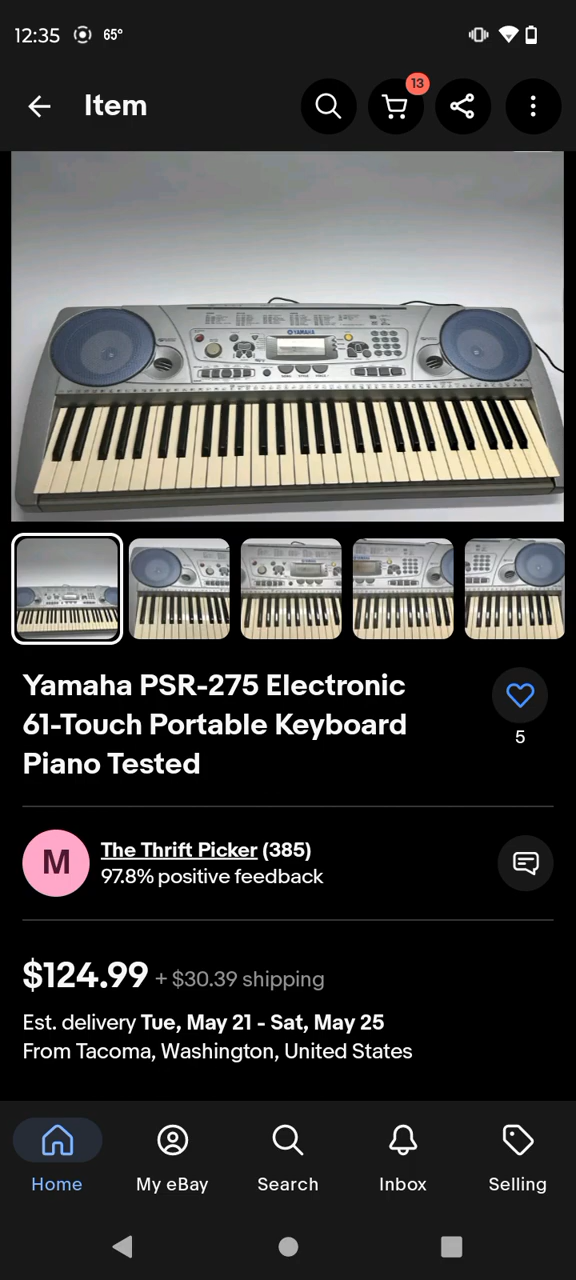 12:35 65°
Item
13
YAMAHA
Yamaha PSR-275 Electronic
61-Touch Portable Keyboard
Piano Tested
5
M
The Thrift Picker (385)
97.8% positive feedback
$124.99 + $30.39 shipping
Est. delivery Tue, May 21 - Sat, May 25
From Tacoma, Washington, United States
Home My eBay Search Inbox Selling